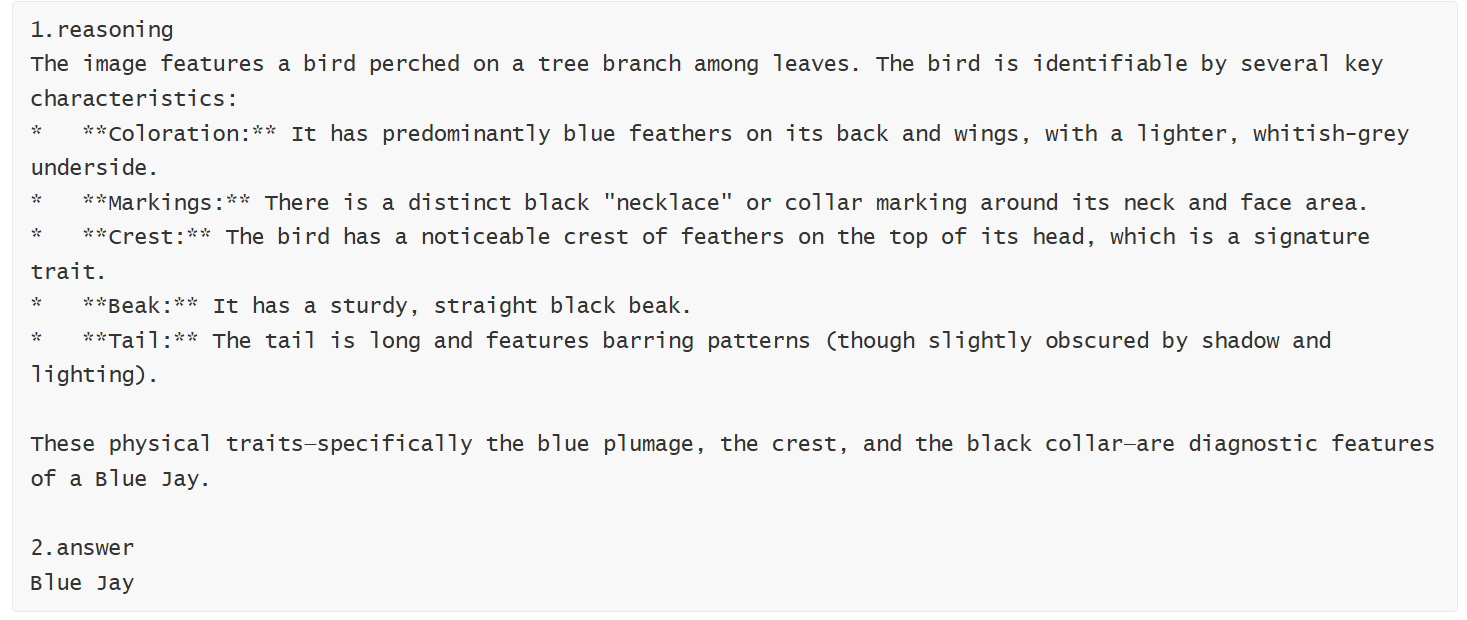 1.reasoning
The image features a bird perched on a tree branch among leaves. The bird is identifiable by several key
characteristics:
*   **Coloration:** It has predominantly blue feathers on its back and wings, with a lighter, whitish-grey
underside.
*   **Markings:** There is a distinct black "necklace" or collar marking around its neck and face area.
*   **Crest:** The bird has a noticeable crest of feathers on the top of its head, which is a signature
trait.
*   **Beak:** It has a sturdy, straight black beak.
*   **Tail:** The tail is long and features barring patterns (though slightly obscured by shadow and
lighting).
These physical traits—specifically the blue plumage, the crest, and the black collar—are diagnostic features
of a Blue Jay.
2.answer
Blue Jay